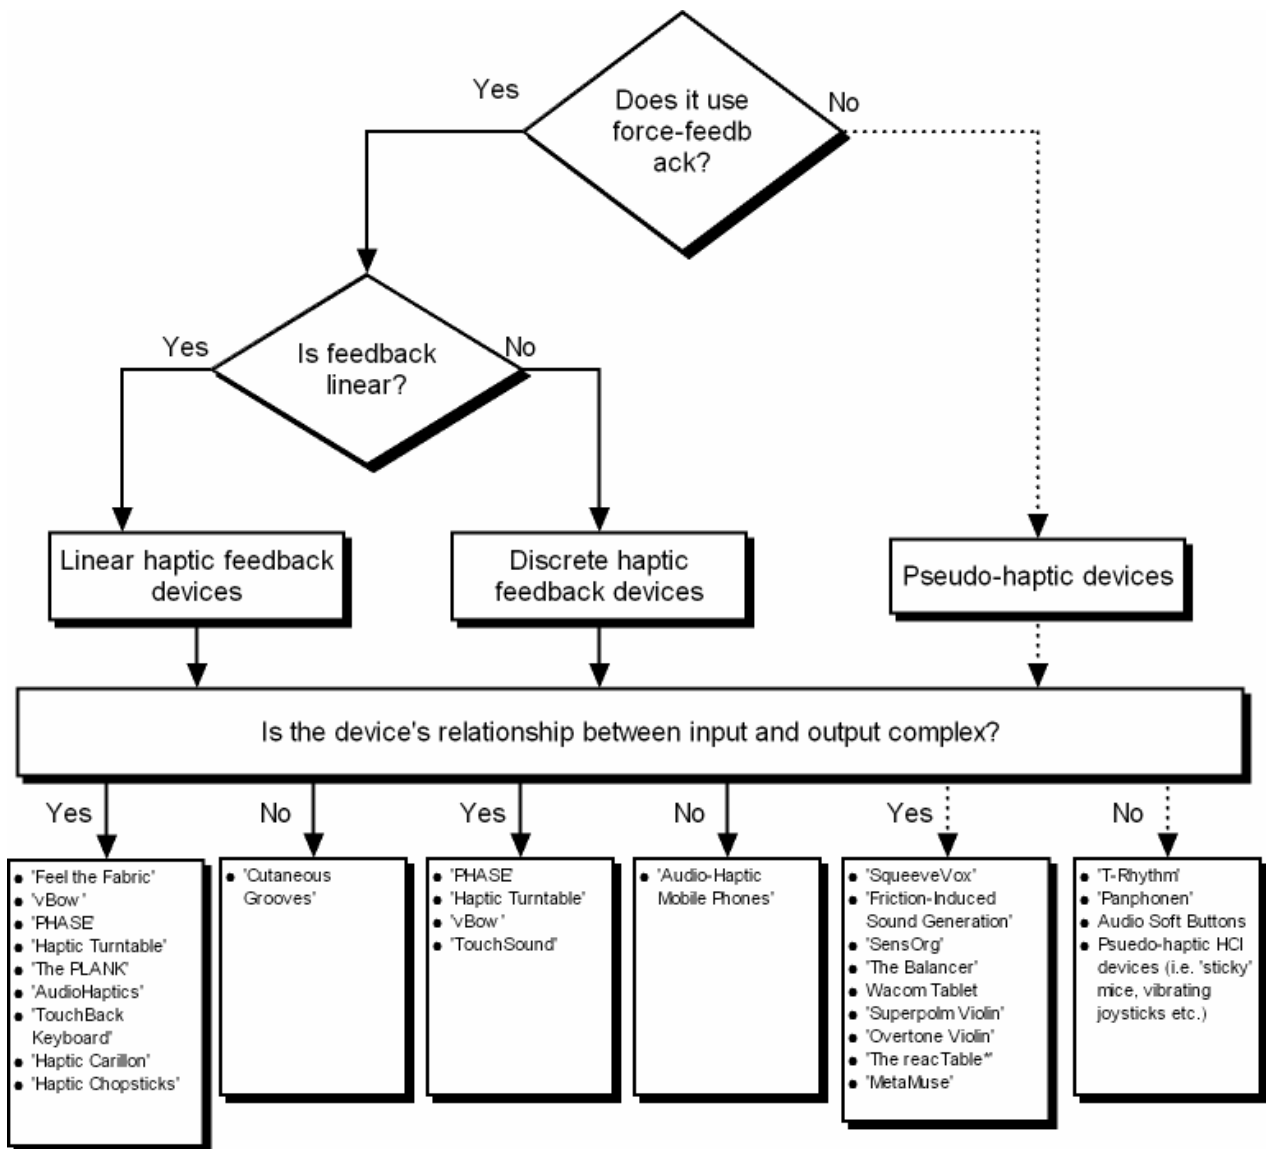 Yes
Does it use
force-feedb
ack?
No
Yes
Is feedback
linear?
No
Linear haptic feedback
devices
Discrete haptic
feedback devices
Pseudo-haptic devices
Is the device's relationship between input and output complex?
Yes
No
Yes
No
Yes
No
• 'Feel the Fabric'
• 'vBow'
• 'PHASE'
• 'Haptic Turntable'
• 'The PLANK'
• 'AudioHaptics'
• 'TouchBack
Keyboard'
• 'Haptic Carillon'
• 'Haptic Chopsticks'
• 'Cutaneous
Grooves'
• 'PHASE'
• 'Haptic Turntable'
• 'vBow'
• 'TouchSound'
• 'Audio-Haptic
Mobile Phones'
• 'SqueeveVox'
• 'Friction-Induced
Sound Generation'
• 'SensOrg'
• 'The Balancer'
• Wacom Tablet
• 'Superpolm Violin'
• 'Overtone Violin'
• 'The reacTable*'
• 'MetaMuse'
• 'T-Rhythm'
• 'Panphonen'
• Audio Soft Buttons
• Psuedo-haptic HCI
devices (i.e. 'sticky'
mice, vibrating
joysticks etc.)